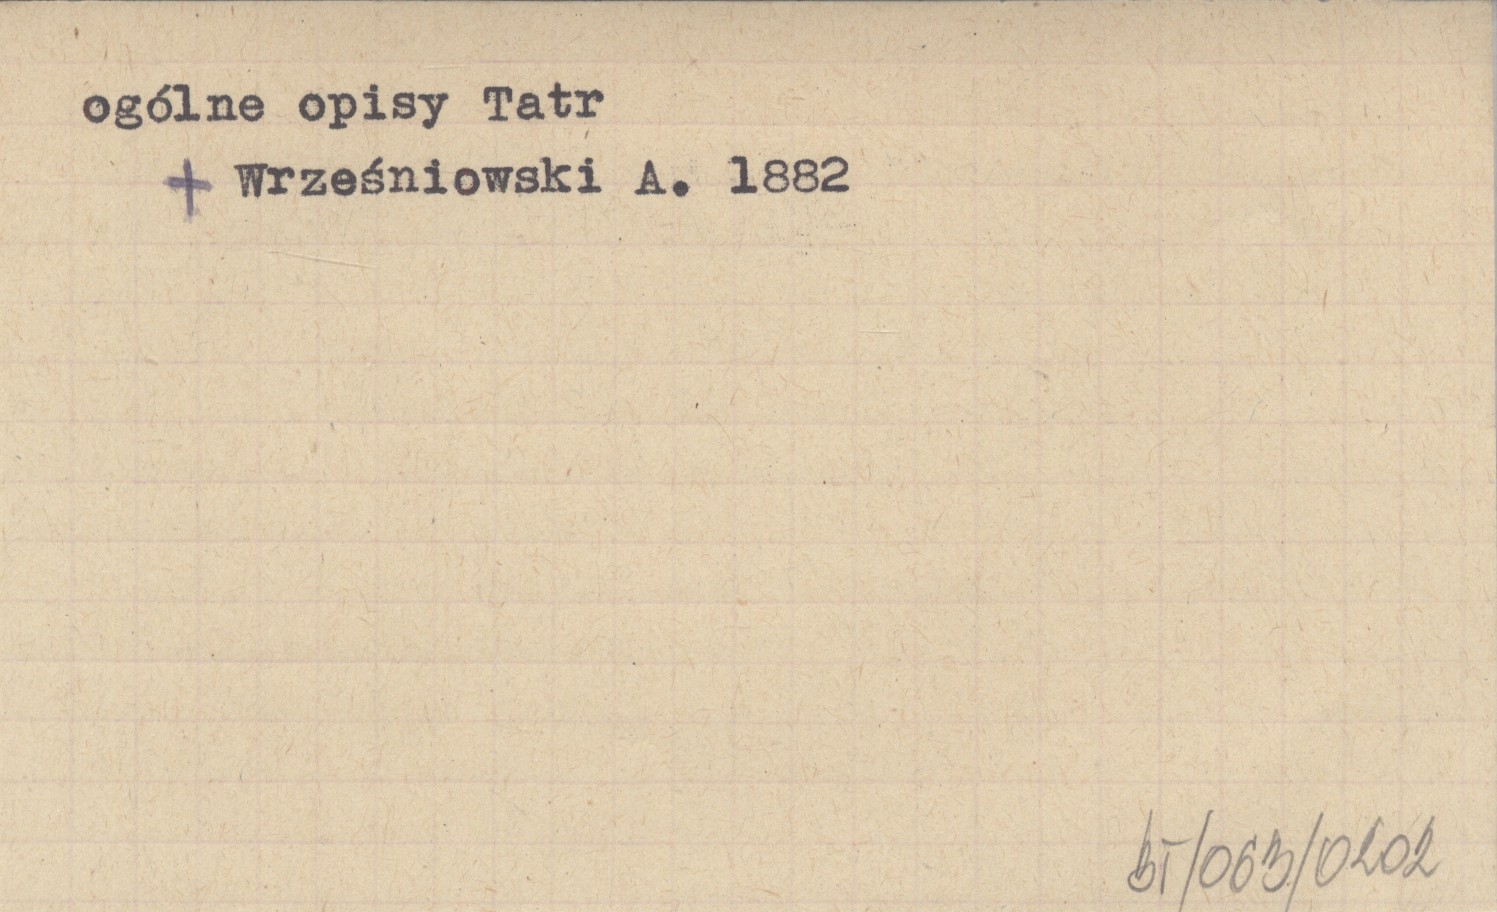 ogólne opisy Tatr
+ Wrześniowski A. 1882
BT/063/0202